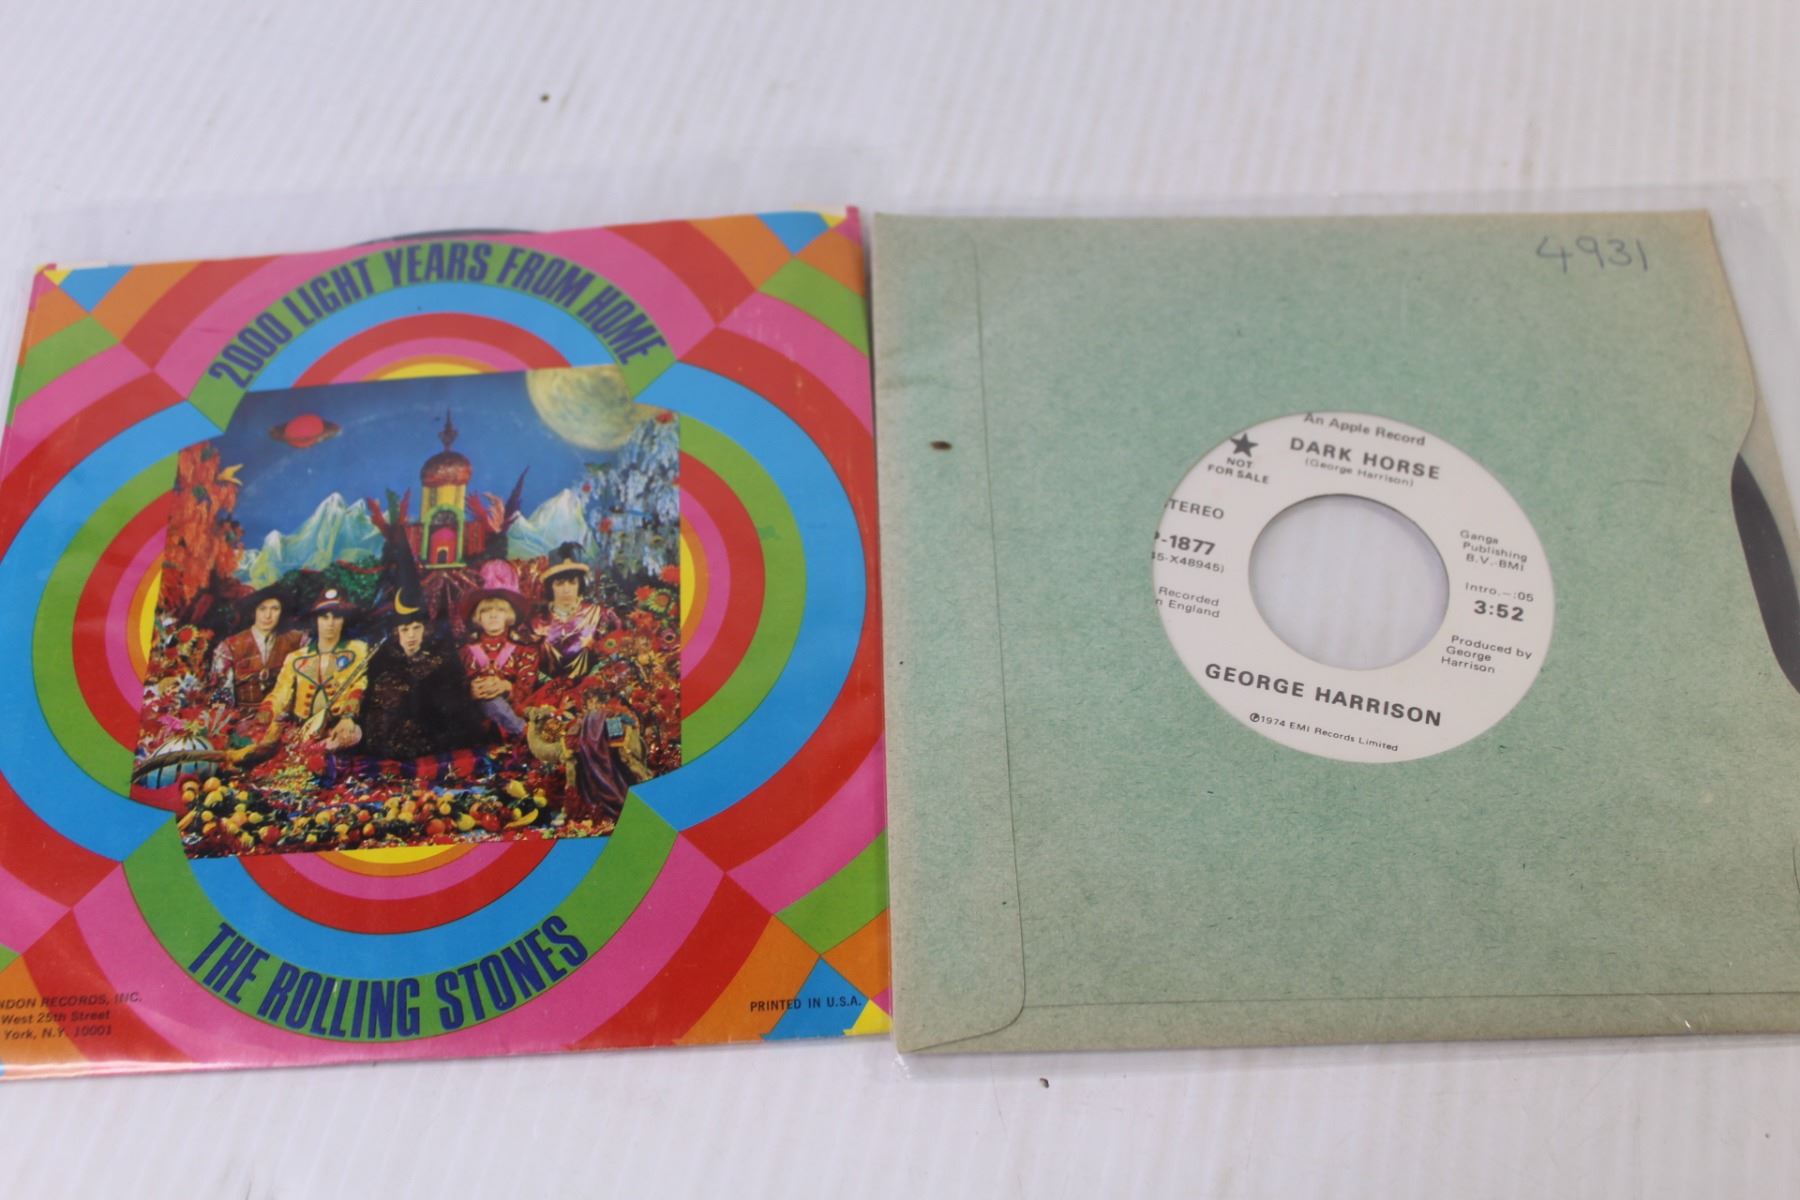 2000 LIGHT YEARS FROM HOME
THE ROLLING STONES
RECORDS, INC.
West 25th Street
York, N.Y. 10001
PRINTED IN U.S.A.
4931
An Apple Record
DARK HORSE
(George Harrison)
NOT
FOR SALE
TEREO
-1877
5-X48945)
Recorded
n England
Ganga
Publishing
B.V.-BMI
Intro.-:05
3:52
Produced by
George
Harrison
GEORGE HARRISON
℗1974 EMI Records Limited